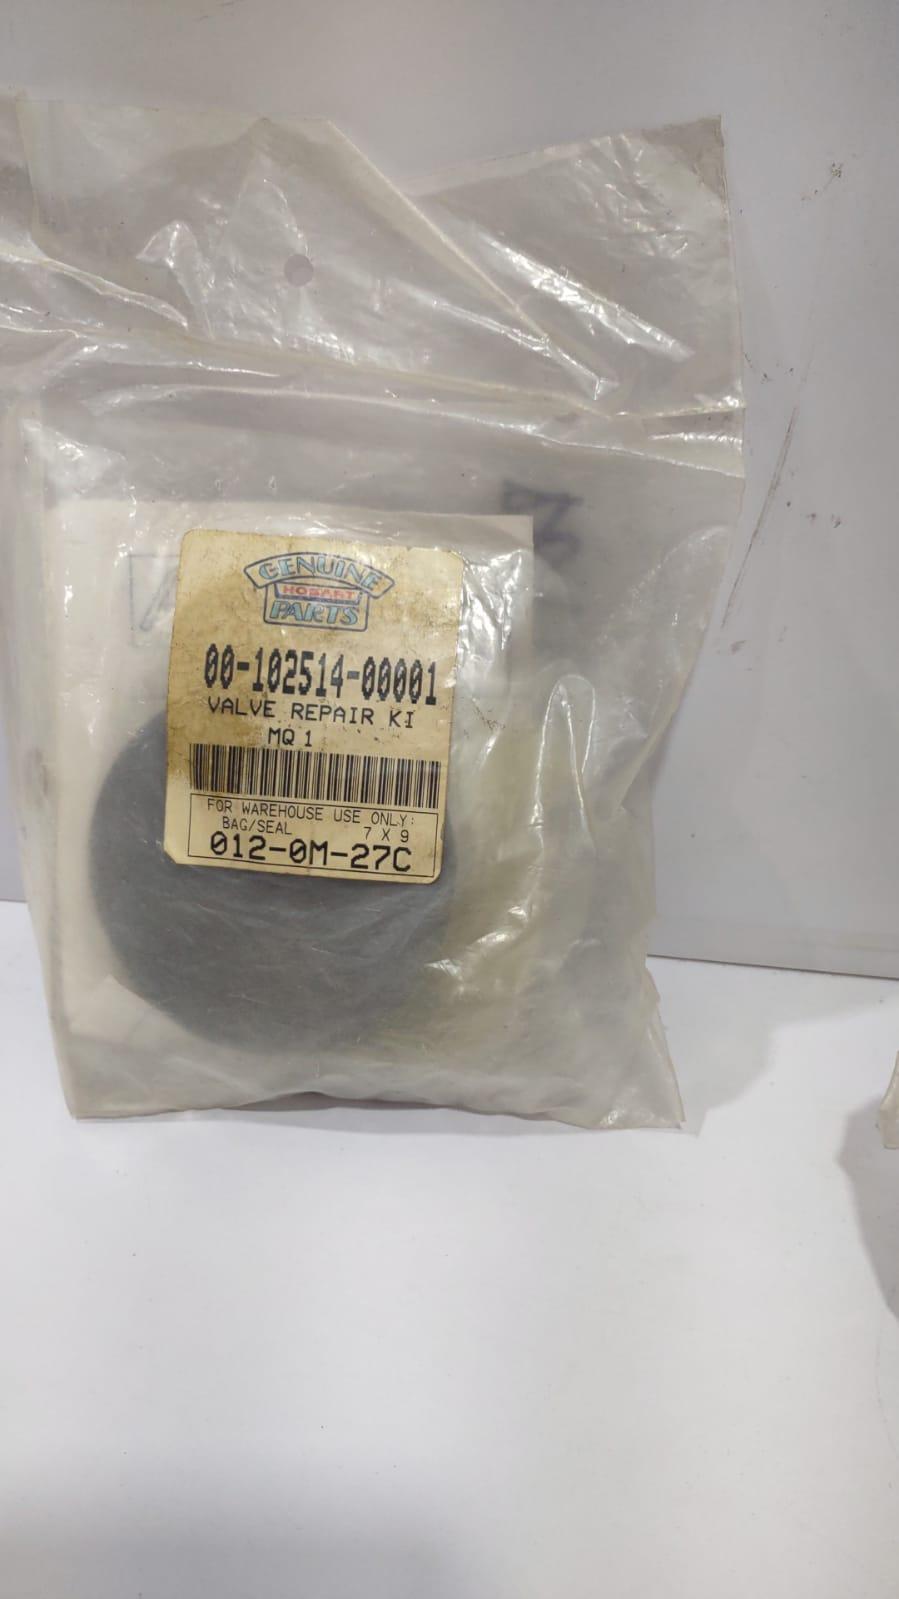 GENUINE
HOBART
PARTS
00-102514-00001
VALVE REPAIR KI
MQ 1
FOR WAREHOUSE USE ONLY:
BAG/SEAL 7 X 9
012-0M-27C